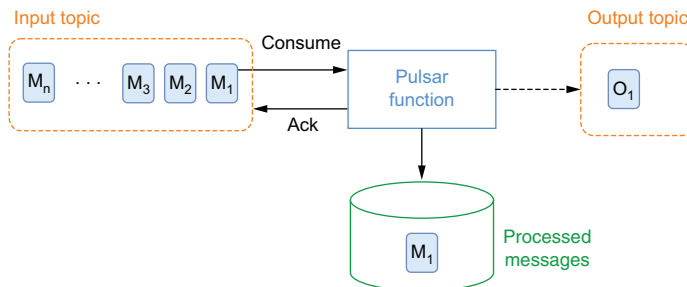 Input topic
Output topic
Consume
Mn ... M3 M2 M1
Pulsar
function
O1
Ack
Processed
messages
M1